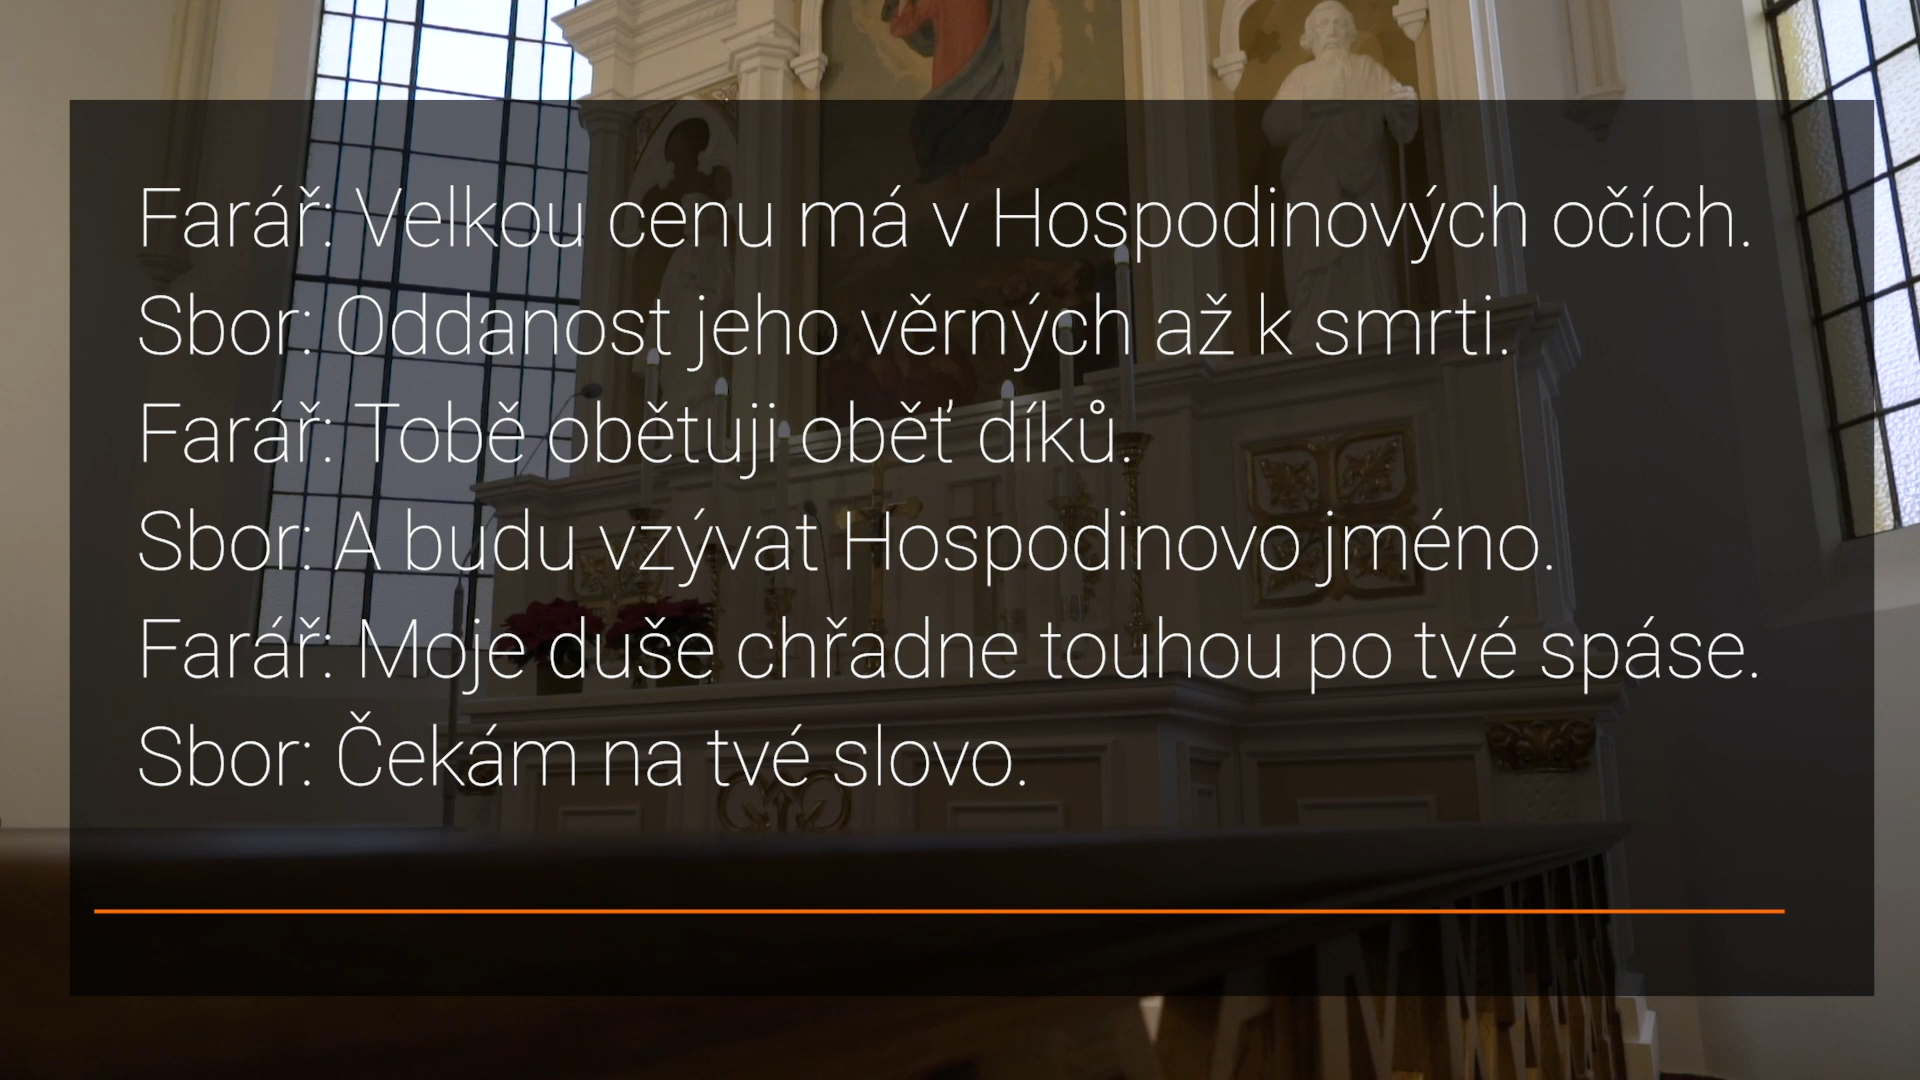 Farář: Velkou cenu má v Hospodinových očích.
Sbor: Oddanost jeho věrných až k smrti.
Farář: Tobě obětuji oběť díků.
Sbor: A budu vzývat Hospodinovo jméno.
Farář: Moje duše chřadne touhou po tvé spáse.
Sbor: Čekám na tvé slovo.